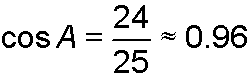 cos A = 24/25 ≈ 0.96